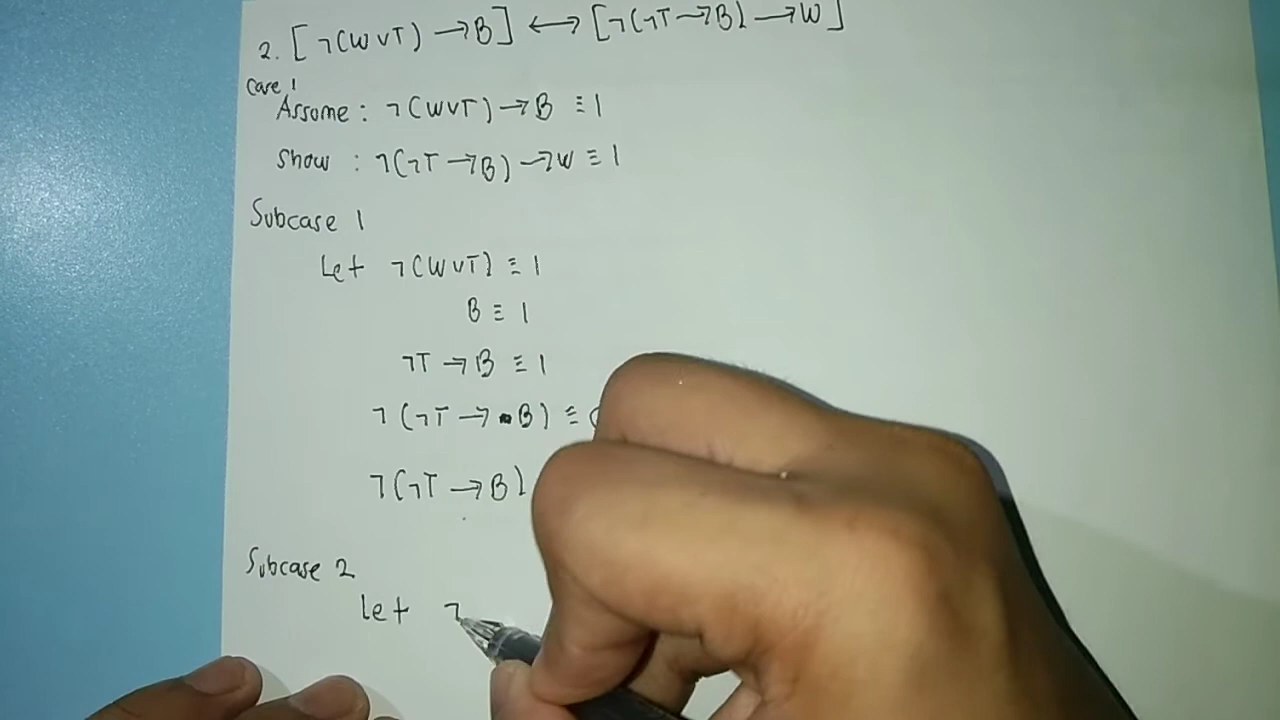 2. [¬(W∨T) → B] ↔ [¬(¬T → B) → W]
Case 1
Assume : ¬(W∨T) → B ≡ 1
Show : ¬(¬T → B) → W ≡ 1
Subcase 1
Let ¬(W∨T) ≡ 1
B ≡ 1
¬T → B ≡ 1
¬(¬T → B) ≡
¬(¬T → B)
Subcase 2
Let ¬